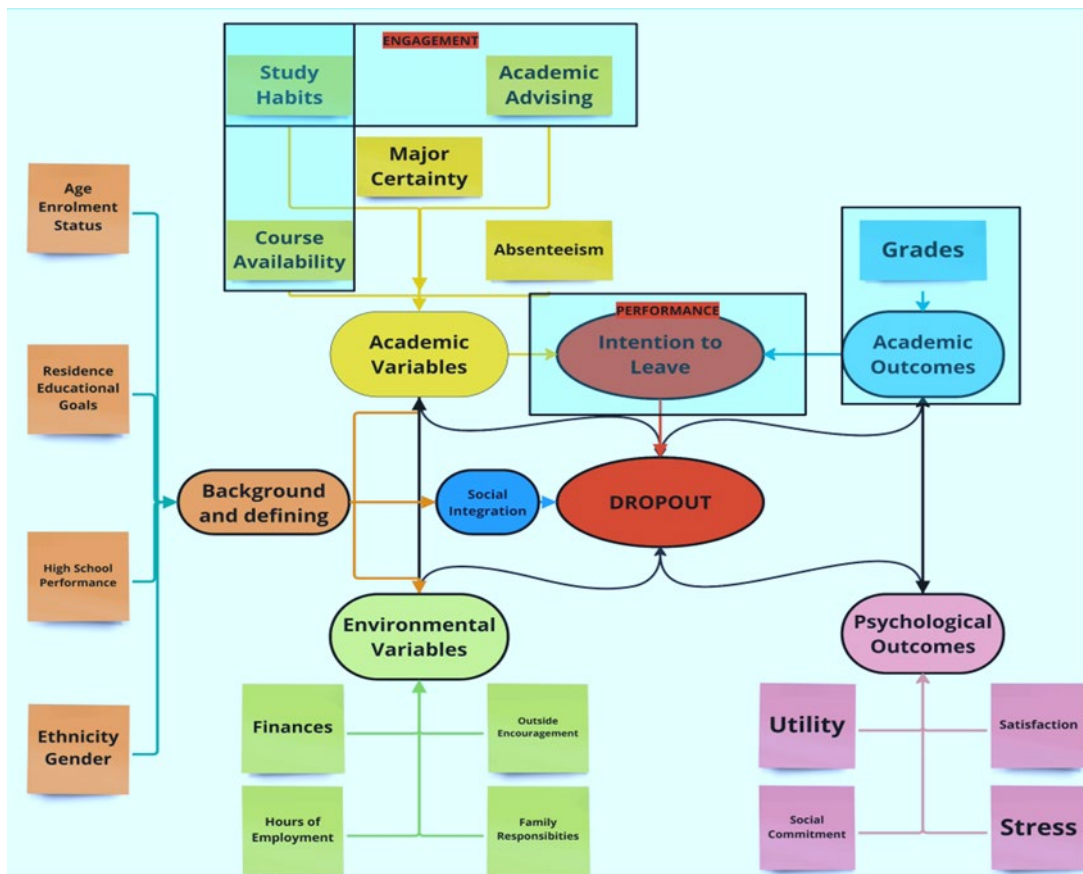 ENGAGEMENT
Study
Habits
Academic
Advising
Major
Certainty
Age
Enrolment
Status
Course
Availability
Absenteeism
Grades
PERFORMANCE
Academic
Variables
Intention to
Leave
Academic
Outcomes
Residence
Educational
Goals
Background
and defining
Social
Integration
DROPOUT
High School
Performance
Environmental
Variables
Psychological
Outcomes
Ethnicity
Gender
Finances
Outside
Encouragement
Utility
Satisfaction
Hours of
Employment
Family
Responsibities
Social
Commitment
Stress